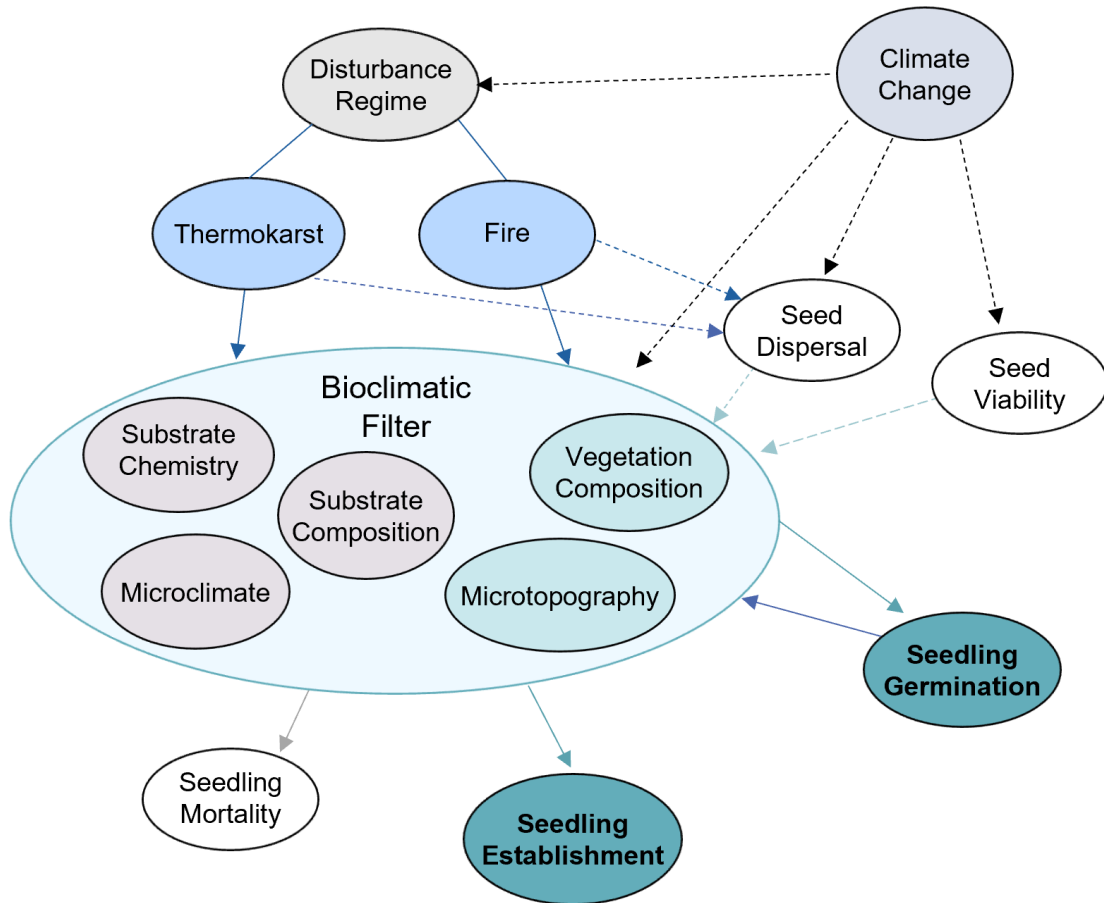 Disturbance
Regime
Climate
Change
Thermokarst
Fire
Seed
Dispersal
Seed
Viability
Bioclimatic
Filter
Substrate
Chemistry
Substrate
Composition
Vegetation
Composition
Microclimate
Microtopography
Seedling
Germination
Seedling
Mortality
Seedling
Establishment